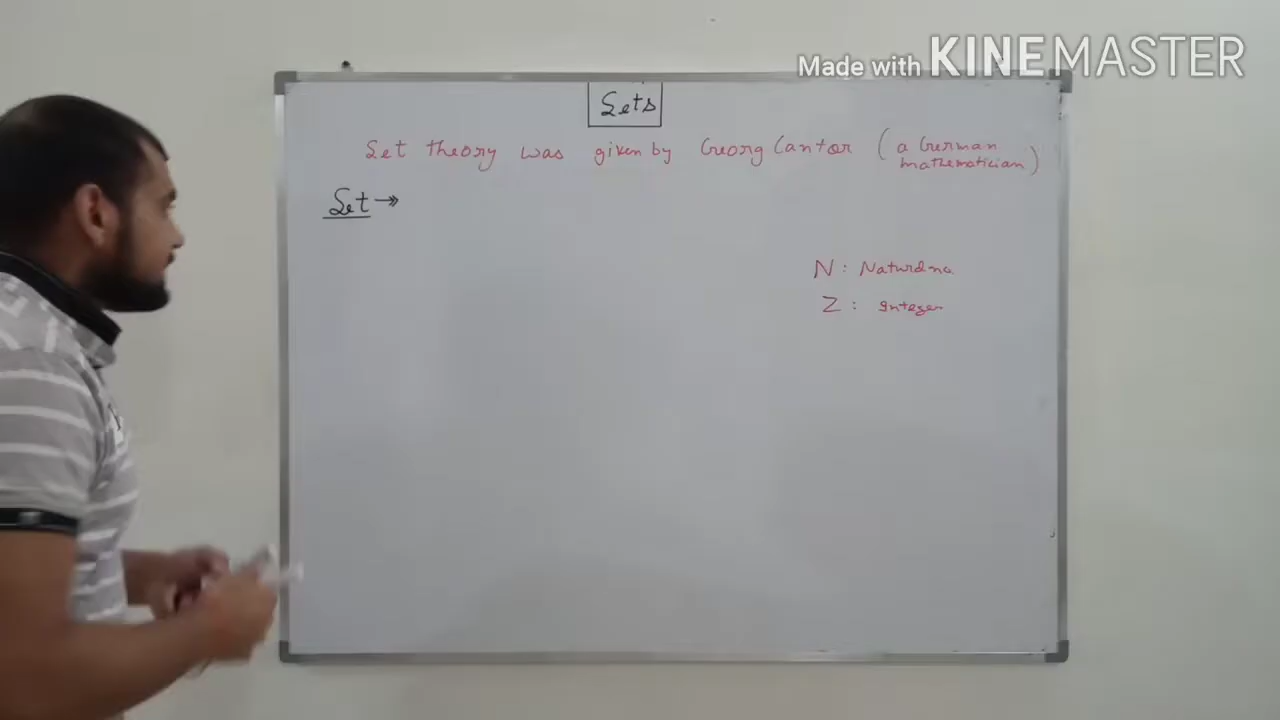 Made with KINEMASTER
Sets
Set theory was given by Georg Cantor (a German
mathematician)
Set →
N : Natural no
Z : Integer